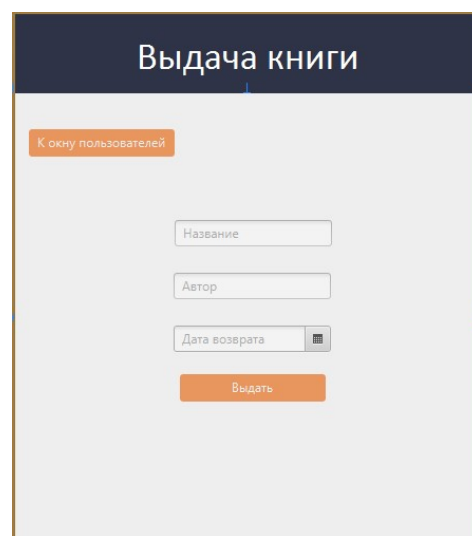 Выдача книги
К окну пользователей
Название
Автор
Дата возврата
Выдать